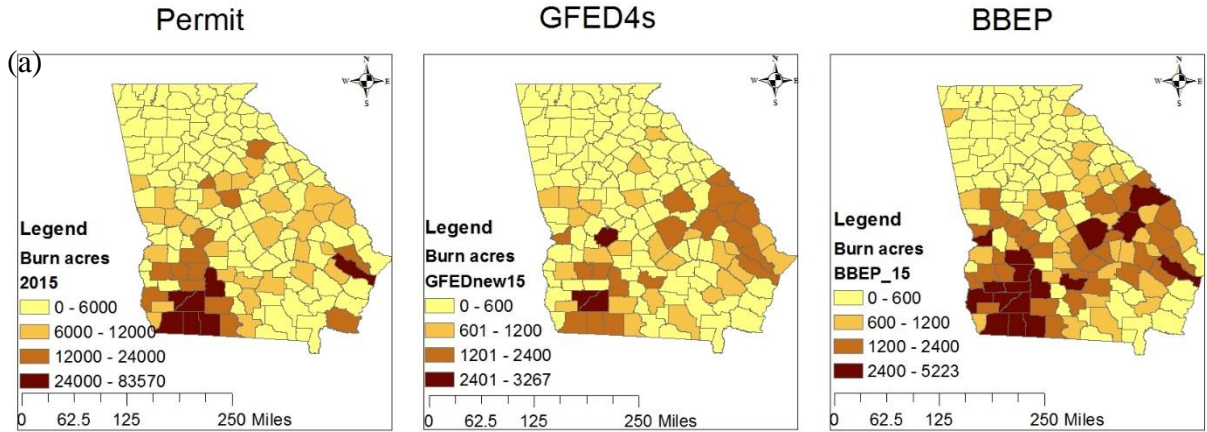 Permit
GFED4s
BBEP
(a)
N
W E
S
Legend
Burn acres
2015
0 - 6000
6000 - 12000
12000 - 24000
24000 - 83570
0 62.5 125 250 Miles
N
W E
S
Legend
Burn acres
GFEDnew15
0 - 600
601 - 1200
1201 - 2400
2401 - 3267
0 62.5 125 250 Miles
N
W E
S
Legend
Burn acres
BBEP_15
0 - 600
600 - 1200
1200 - 2400
2400 - 5223
0 62.5 125 250 Miles